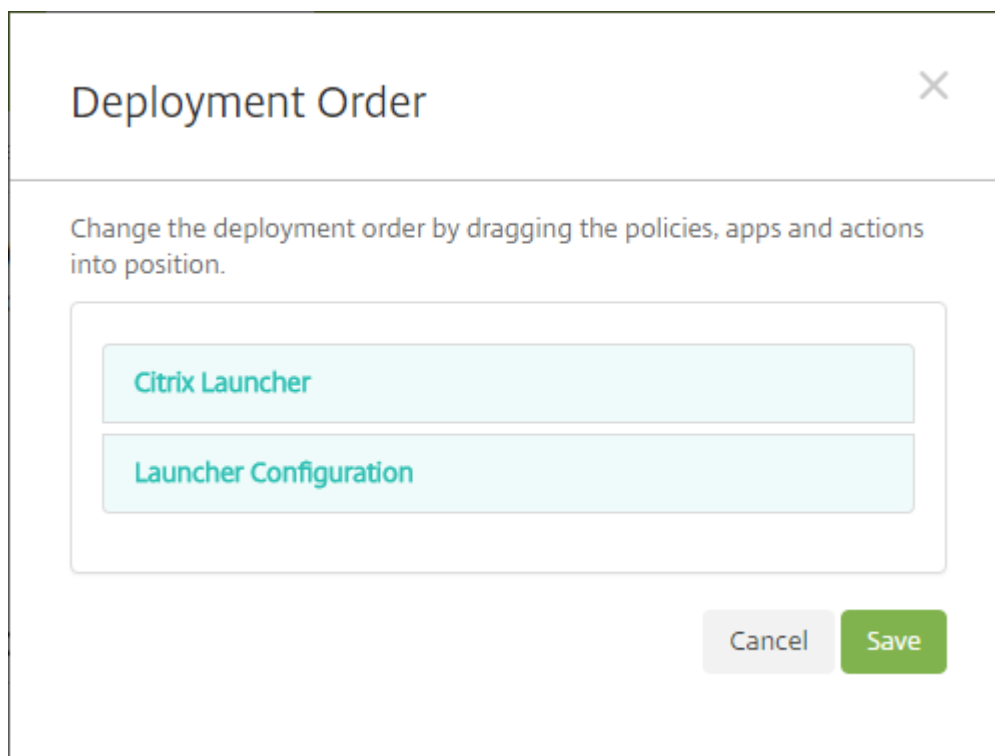 Deployment Order
Change the deployment order by dragging the policies, apps and actions
into position.
Citrix Launcher
Launcher Configuration
Cancel
Save